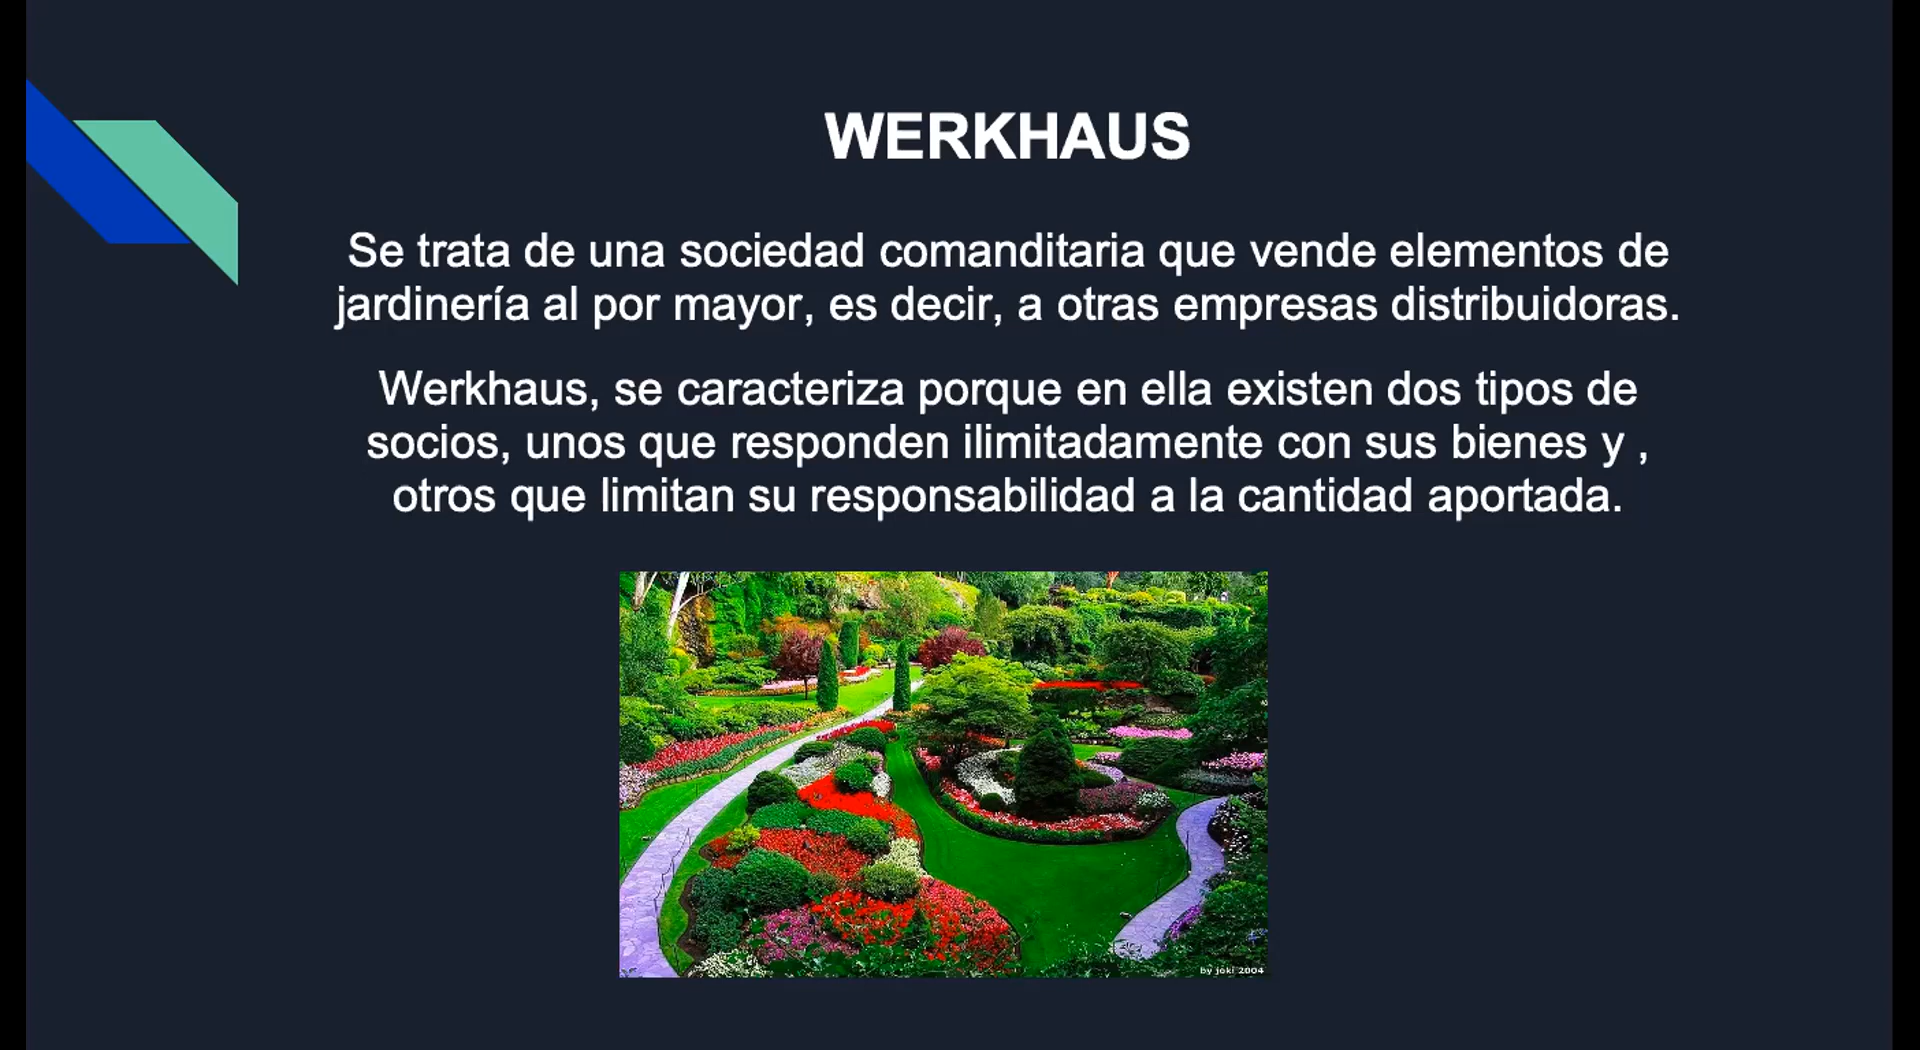 WERKHAUS
Se trata de una sociedad comanditaria que vende elementos de
jardinería al por mayor, es decir, a otras empresas distribuidoras.
Werkhaus, se caracteriza porque en ella existen dos tipos de
socios, unos que responden ilimitadamente con sus bienes y ,
otros que limitan su responsabilidad a la cantidad aportada.
by joki 2004